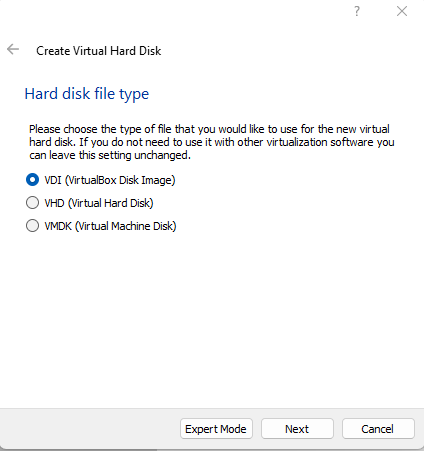 ?
Create Virtual Hard Disk
Hard disk file type
Please choose the type of file that you would like to use for the new virtual
hard disk. If you do not need to use it with other virtualization software you
can leave this setting unchanged.
VDI (VirtualBox Disk Image)
VHD (Virtual Hard Disk)
VMDK (Virtual Machine Disk)
Expert Mode Next Cancel